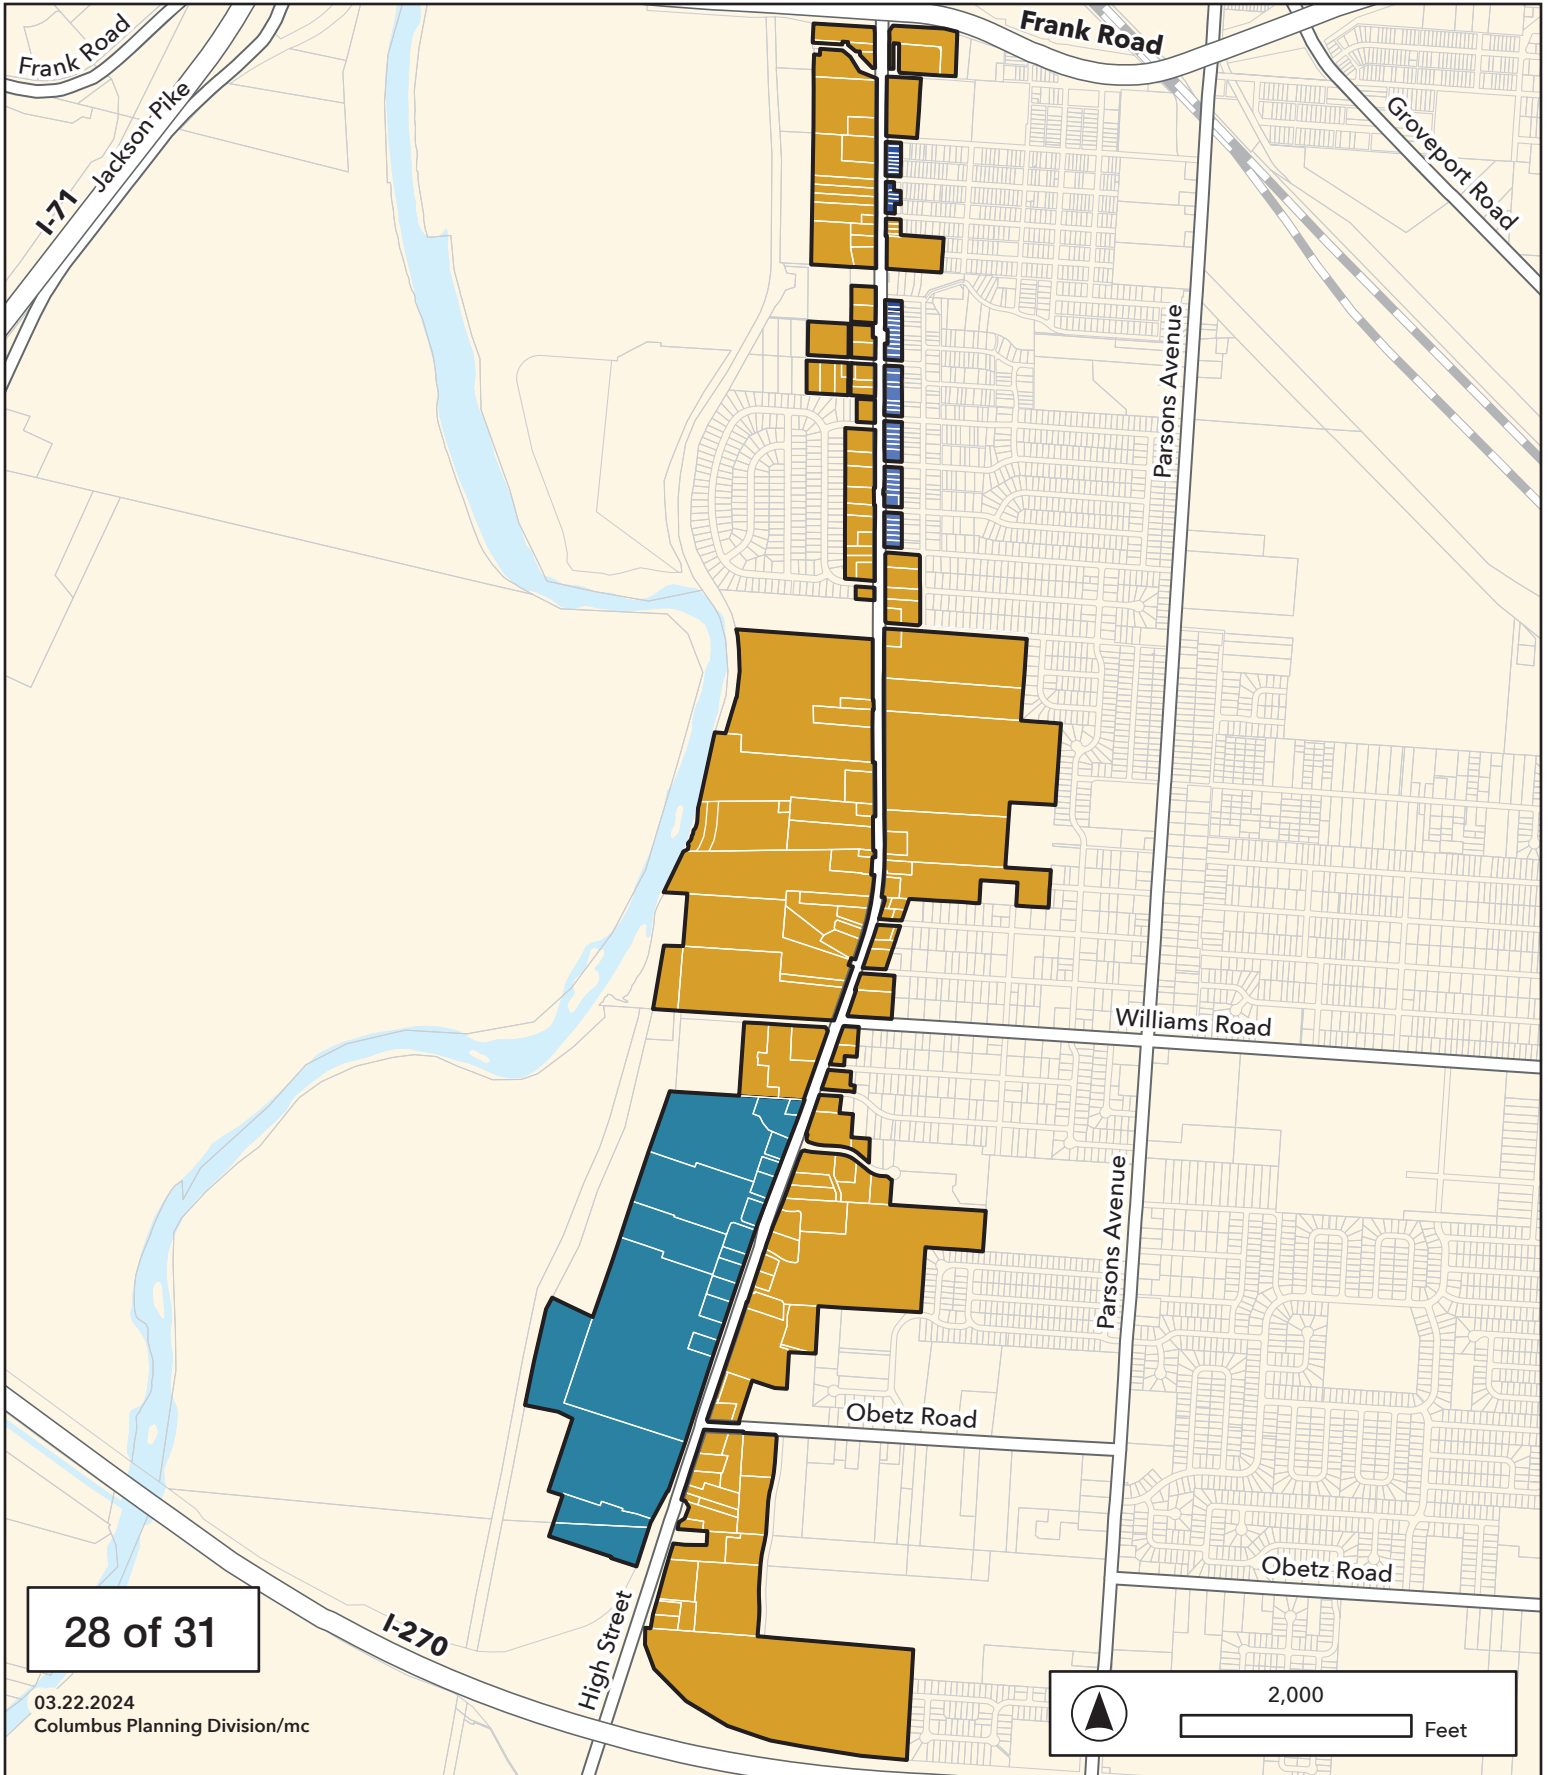 Frank Road
Frank Road
Jackson Pike
I-71
Groveport Road
Parsons Avenue
Williams Road
Parsons Avenue
Obetz Road
Obetz Road
High Street
I-270
28 of 31
03.22.2024
Columbus Planning Division/mc
2,000
Feet